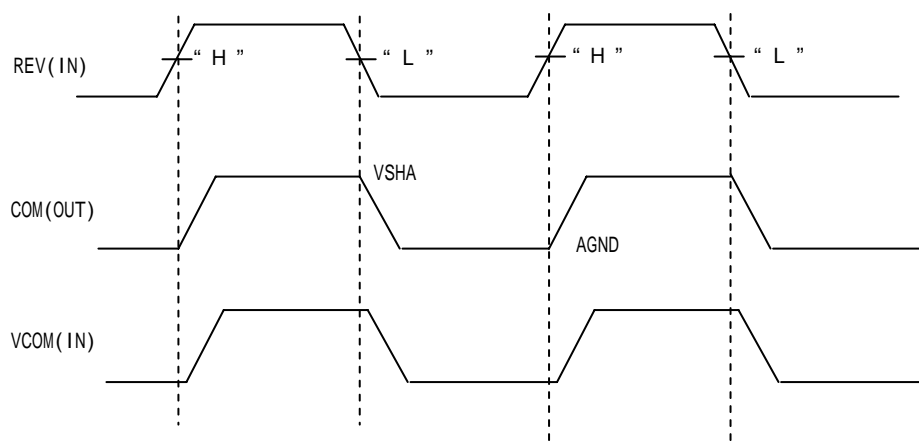 REV(IN) “ H ” “ L ” “ H ” “ L ”
VSHA
COM(OUT)
AGND
VCOM(IN)